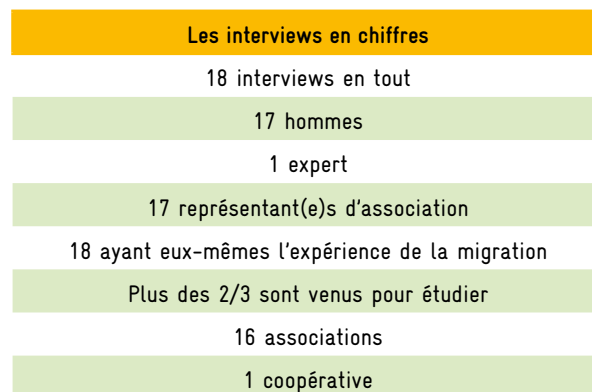 Les interviews en chiffres
18 interviews en tout
17 hommes
1 expert
17 représentant(e)s d'association
18 ayant eux-mêmes l'expérience de la migration
Plus des 2/3 sont venus pour étudier
16 associations
1 coopérative